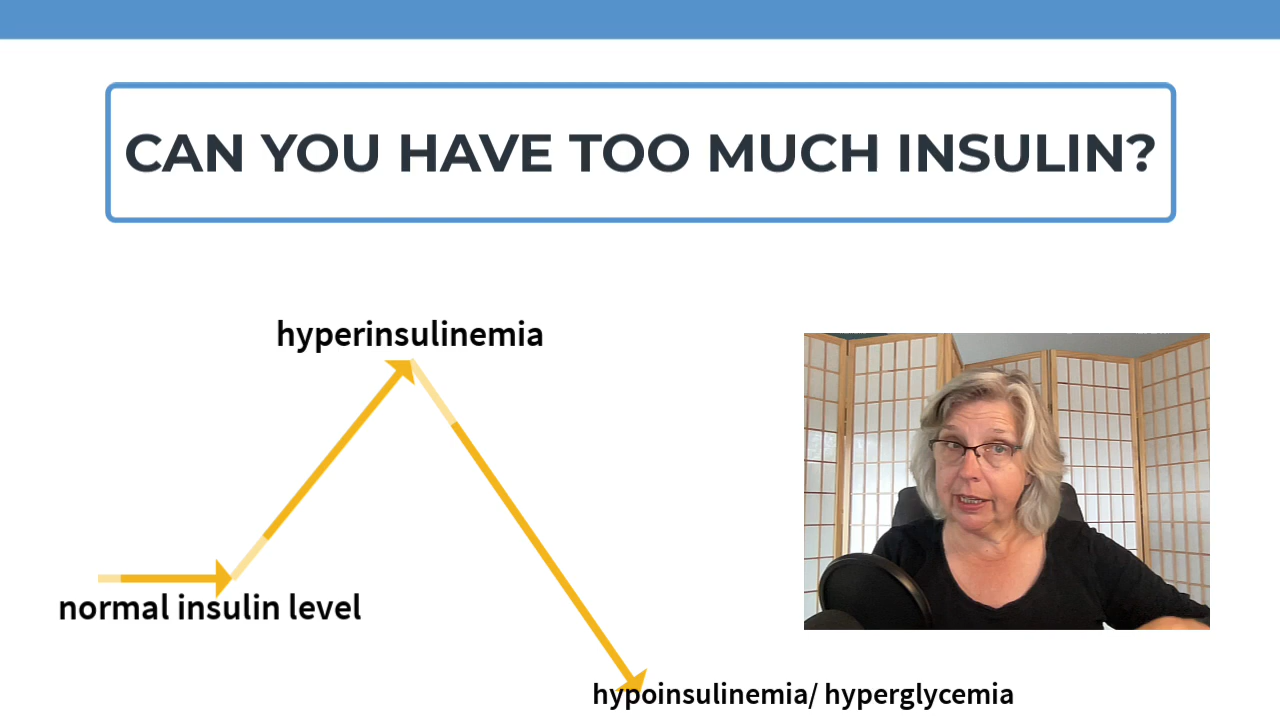 CAN YOU HAVE TOO MUCH INSULIN?
hyperinsulinemia
normal insulin level
hypoinsulinemia/ hyperglycemia